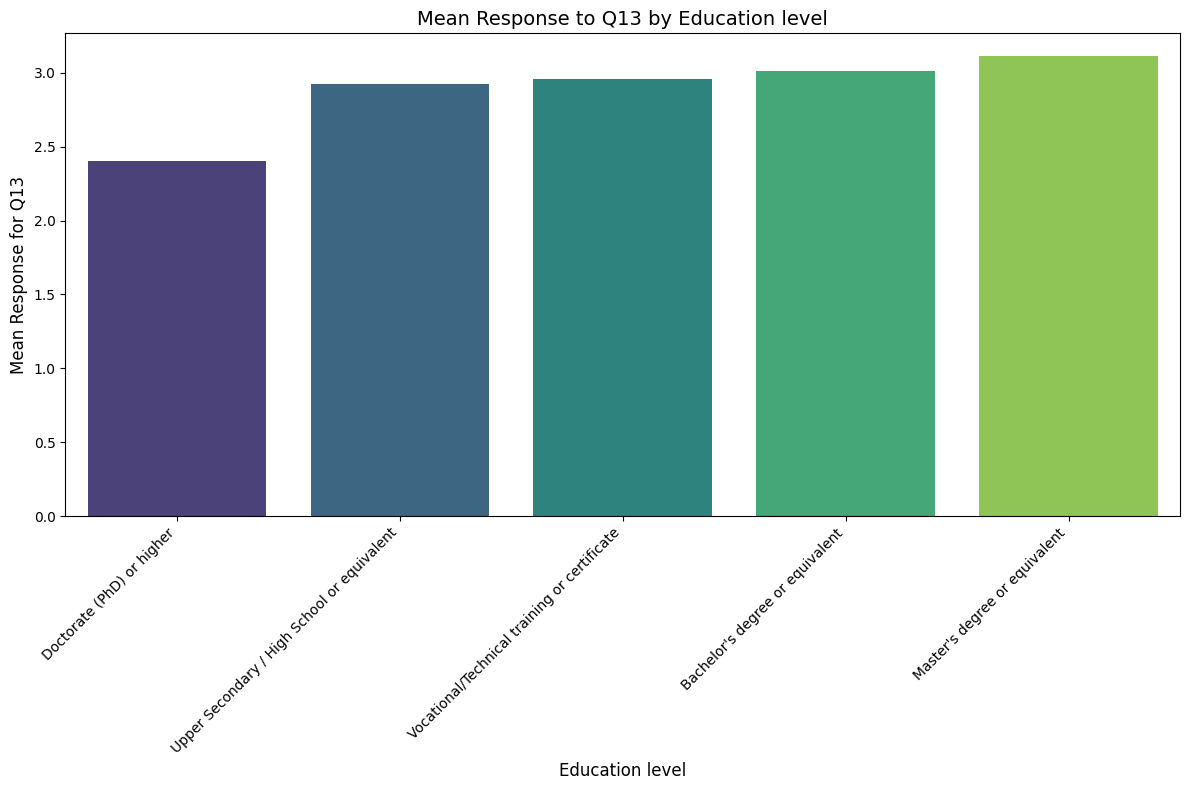 Mean Response to Q13 by Education level
Mean Response for Q13
3.0
2.5
2.0
1.5
1.0
0.5
0.0
Doctorate (PhD) or higher
Upper Secondary / High School or equivalent
Vocational/Technical training or certificate
Bachelor's degree or equivalent
Master's degree or equivalent
Education level